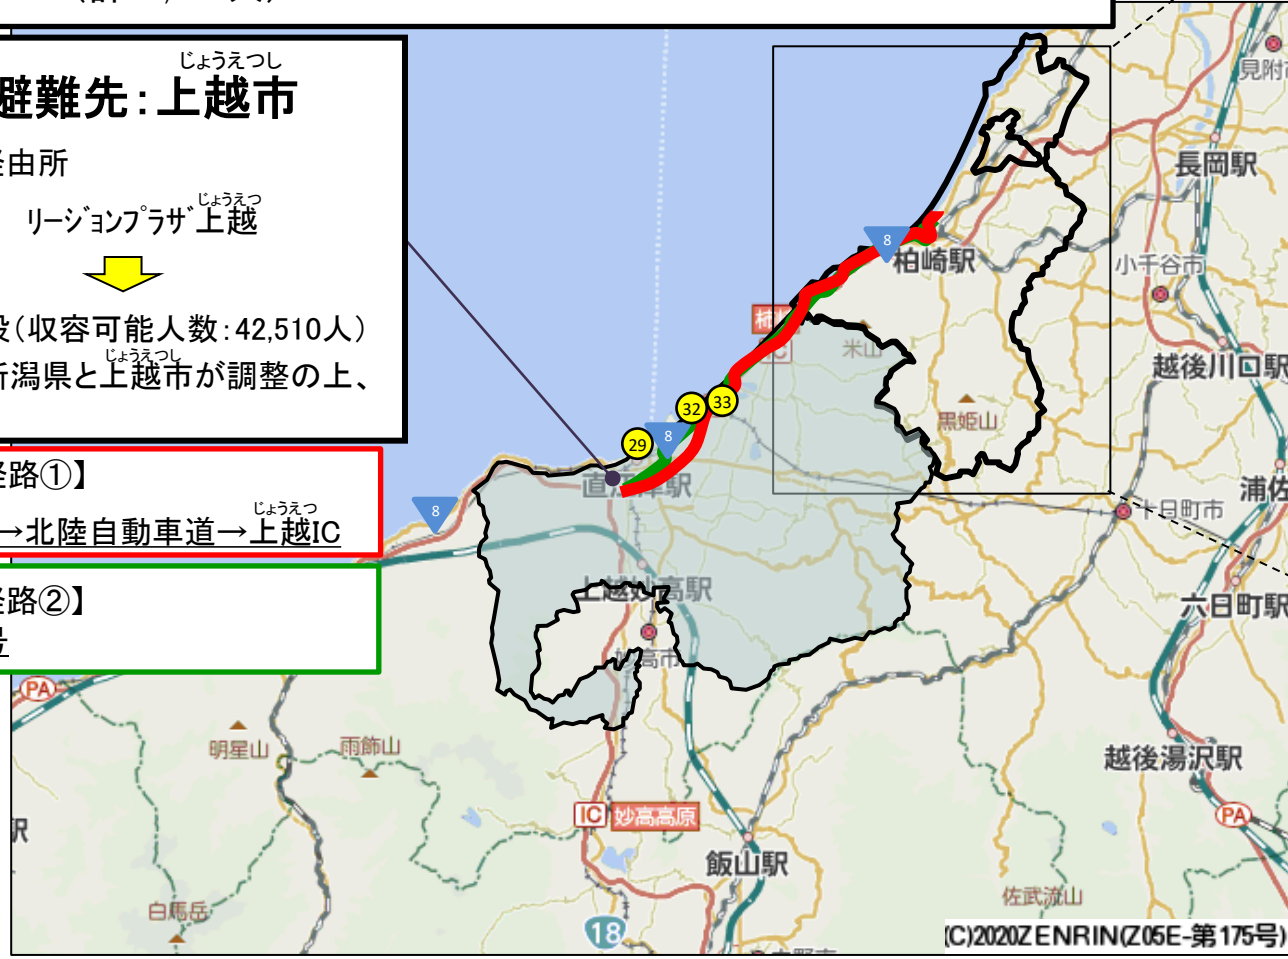 じょうえつし
避難先：上越市
経由所
じょうえつ
リージョンプラザ上越
設（収容可能人数：42,510人）
じょうえつし
新潟県と上越市が調整の上、
経路①】
じょうえつ
→北陸自動車道→上越IC
経路②】
号
見附市
長岡駅
8
柏崎駅
小千谷市
米山
越後川口駅
黒姫山
33
32
8
29
直江津駅
8
浦佐
十日町市
上越妙高駅
六日町駅
妙高市
PA
明星山
雨飾山
越後湯沢駅
IC 妙高高原
PA
駅
飯山駅
佐武流山
白馬岳
18
(C)2020ZENRIN(Z05E-第175号)